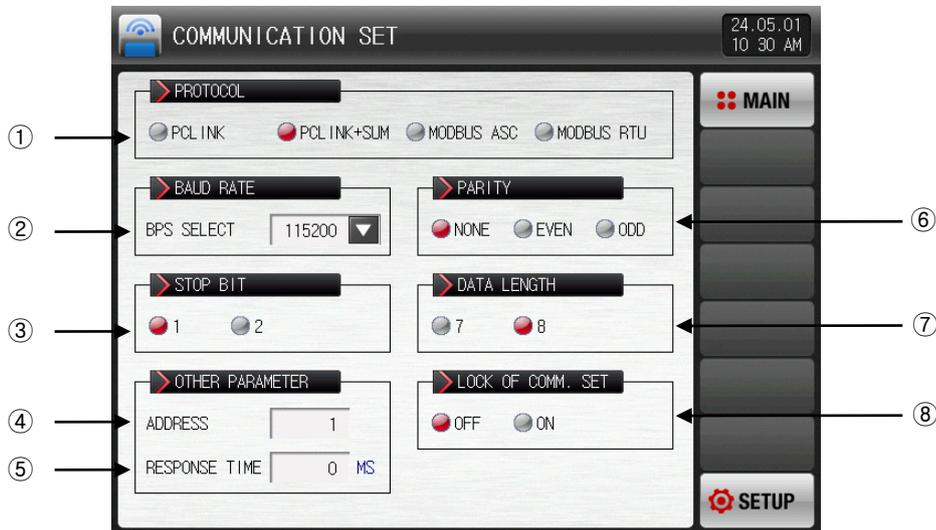 COMMUNICATION SET
24.05.01
10 30 AM
PROTOCOL
MAIN
① PCLINK PCLINK+SUM MODBUS ASC MODBUS RTU
BAUD RATE PARITY
② BPS SELECT 115200 NONE EVEN ODD ⑥
STOP BIT DATA LENGTH
③ 1 2 7 8 ⑦
OTHER PARAMETER LOCK OF COMM. SET
④ ADDRESS 1 OFF ON ⑧
⑤ RESPONSE TIME 0 MS
SETUP